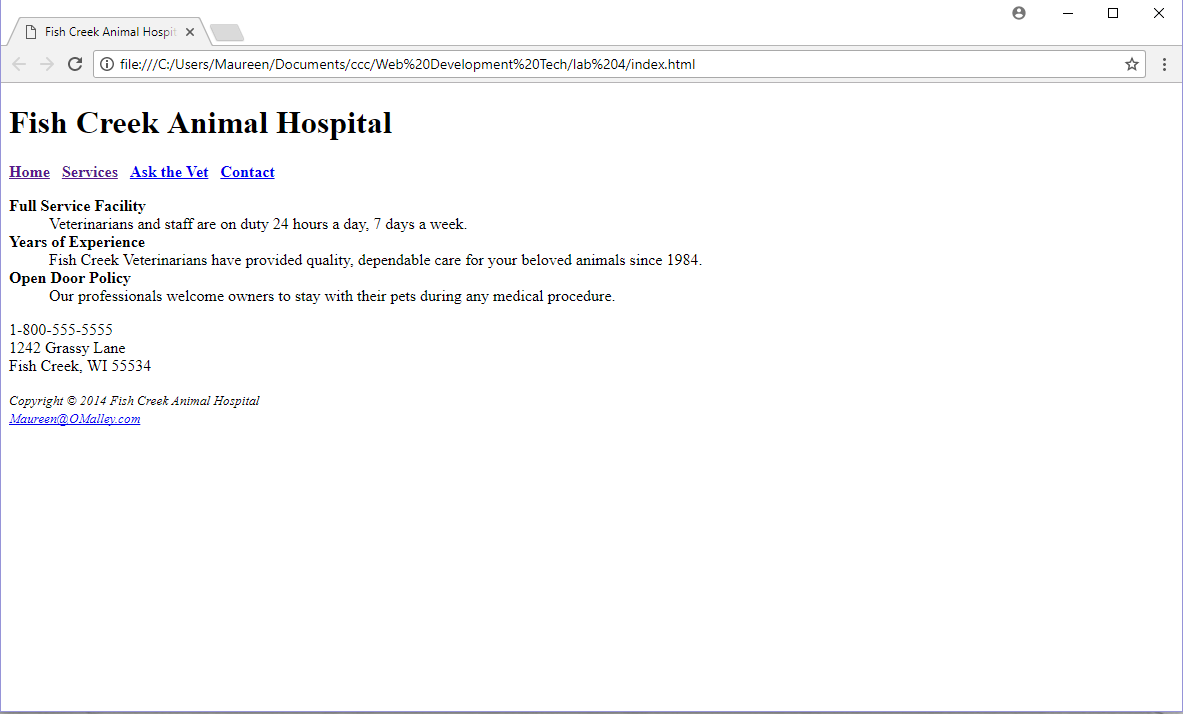 Fish Creek Animal Hospit
file:///C:/Users/Maureen/Documents/ccc/Web%20Development%20Tech/lab%204/index.html
Fish Creek Animal Hospital
Home Services Ask the Vet Contact
Full Service Facility
Veterinarians and staff are on duty 24 hours a day, 7 days a week.
Years of Experience
Fish Creek Veterinarians have provided quality, dependable care for your beloved animals since 1984.
Open Door Policy
Our professionals welcome owners to stay with their pets during any medical procedure.
1-800-555-5555
1242 Grassy Lane
Fish Creek, WI 55534
Copyright © 2014 Fish Creek Animal Hospital
Maureen@OMalley.com